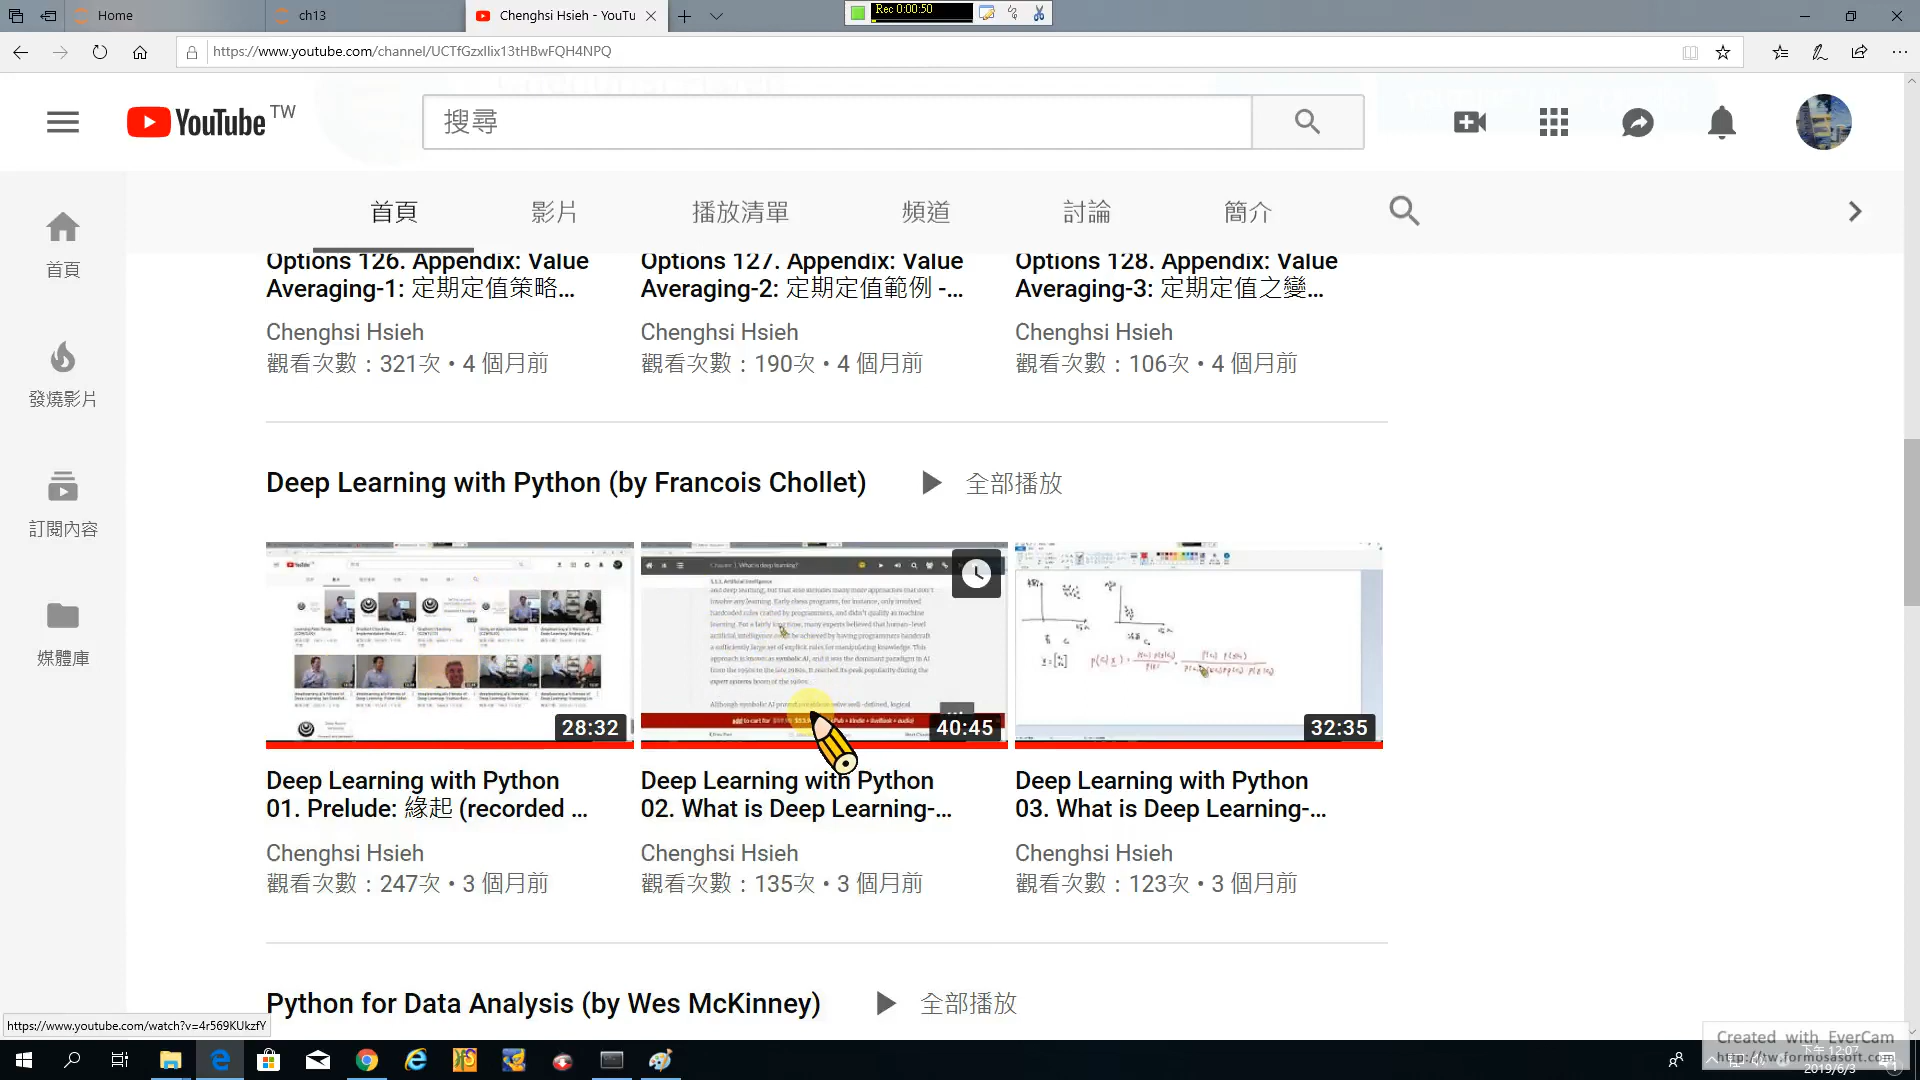 Home
ch13
Chenghsi Hsieh - YouTu
Rec 0:00:50
https://www.youtube.com/channel/UCTfGzxIlix13tHBwFQH4NPQ
YouTube TW
搜尋
首頁
影片
播放清單
頻道
討論
簡介
首頁
發燒影片
訂閱內容
媒體庫
Options 126. Appendix: Value
Averaging-1: 定期定值策略...
Chenghsi Hsieh
觀看次數：321次 • 4 個月前
Options 127. Appendix: Value
Averaging-2: 定期定值範例 -...
Chenghsi Hsieh
觀看次數：190次 • 4 個月前
Options 128. Appendix: Value
Averaging-3: 定期定值之變...
Chenghsi Hsieh
觀看次數：106次 • 4 個月前
Deep Learning with Python (by Francois Chollet)
全部播放
28:32
Deep Learning with Python
01. Prelude: 緣起 (recorded ...
Chenghsi Hsieh
觀看次數：247次 • 3 個月前
40:45
Deep Learning with Python
02. What is Deep Learning-...
Chenghsi Hsieh
觀看次數：135次 • 3 個月前
32:35
Deep Learning with Python
03. What is Deep Learning-...
Chenghsi Hsieh
觀看次數：123次 • 3 個月前
Python for Data Analysis (by Wes McKinney)
全部播放
https://www.youtube.com/watch?v=4r569KUkzfY
Created with EverCam
http://tw.formosasoft.com
下午 12:07
2019/6/3